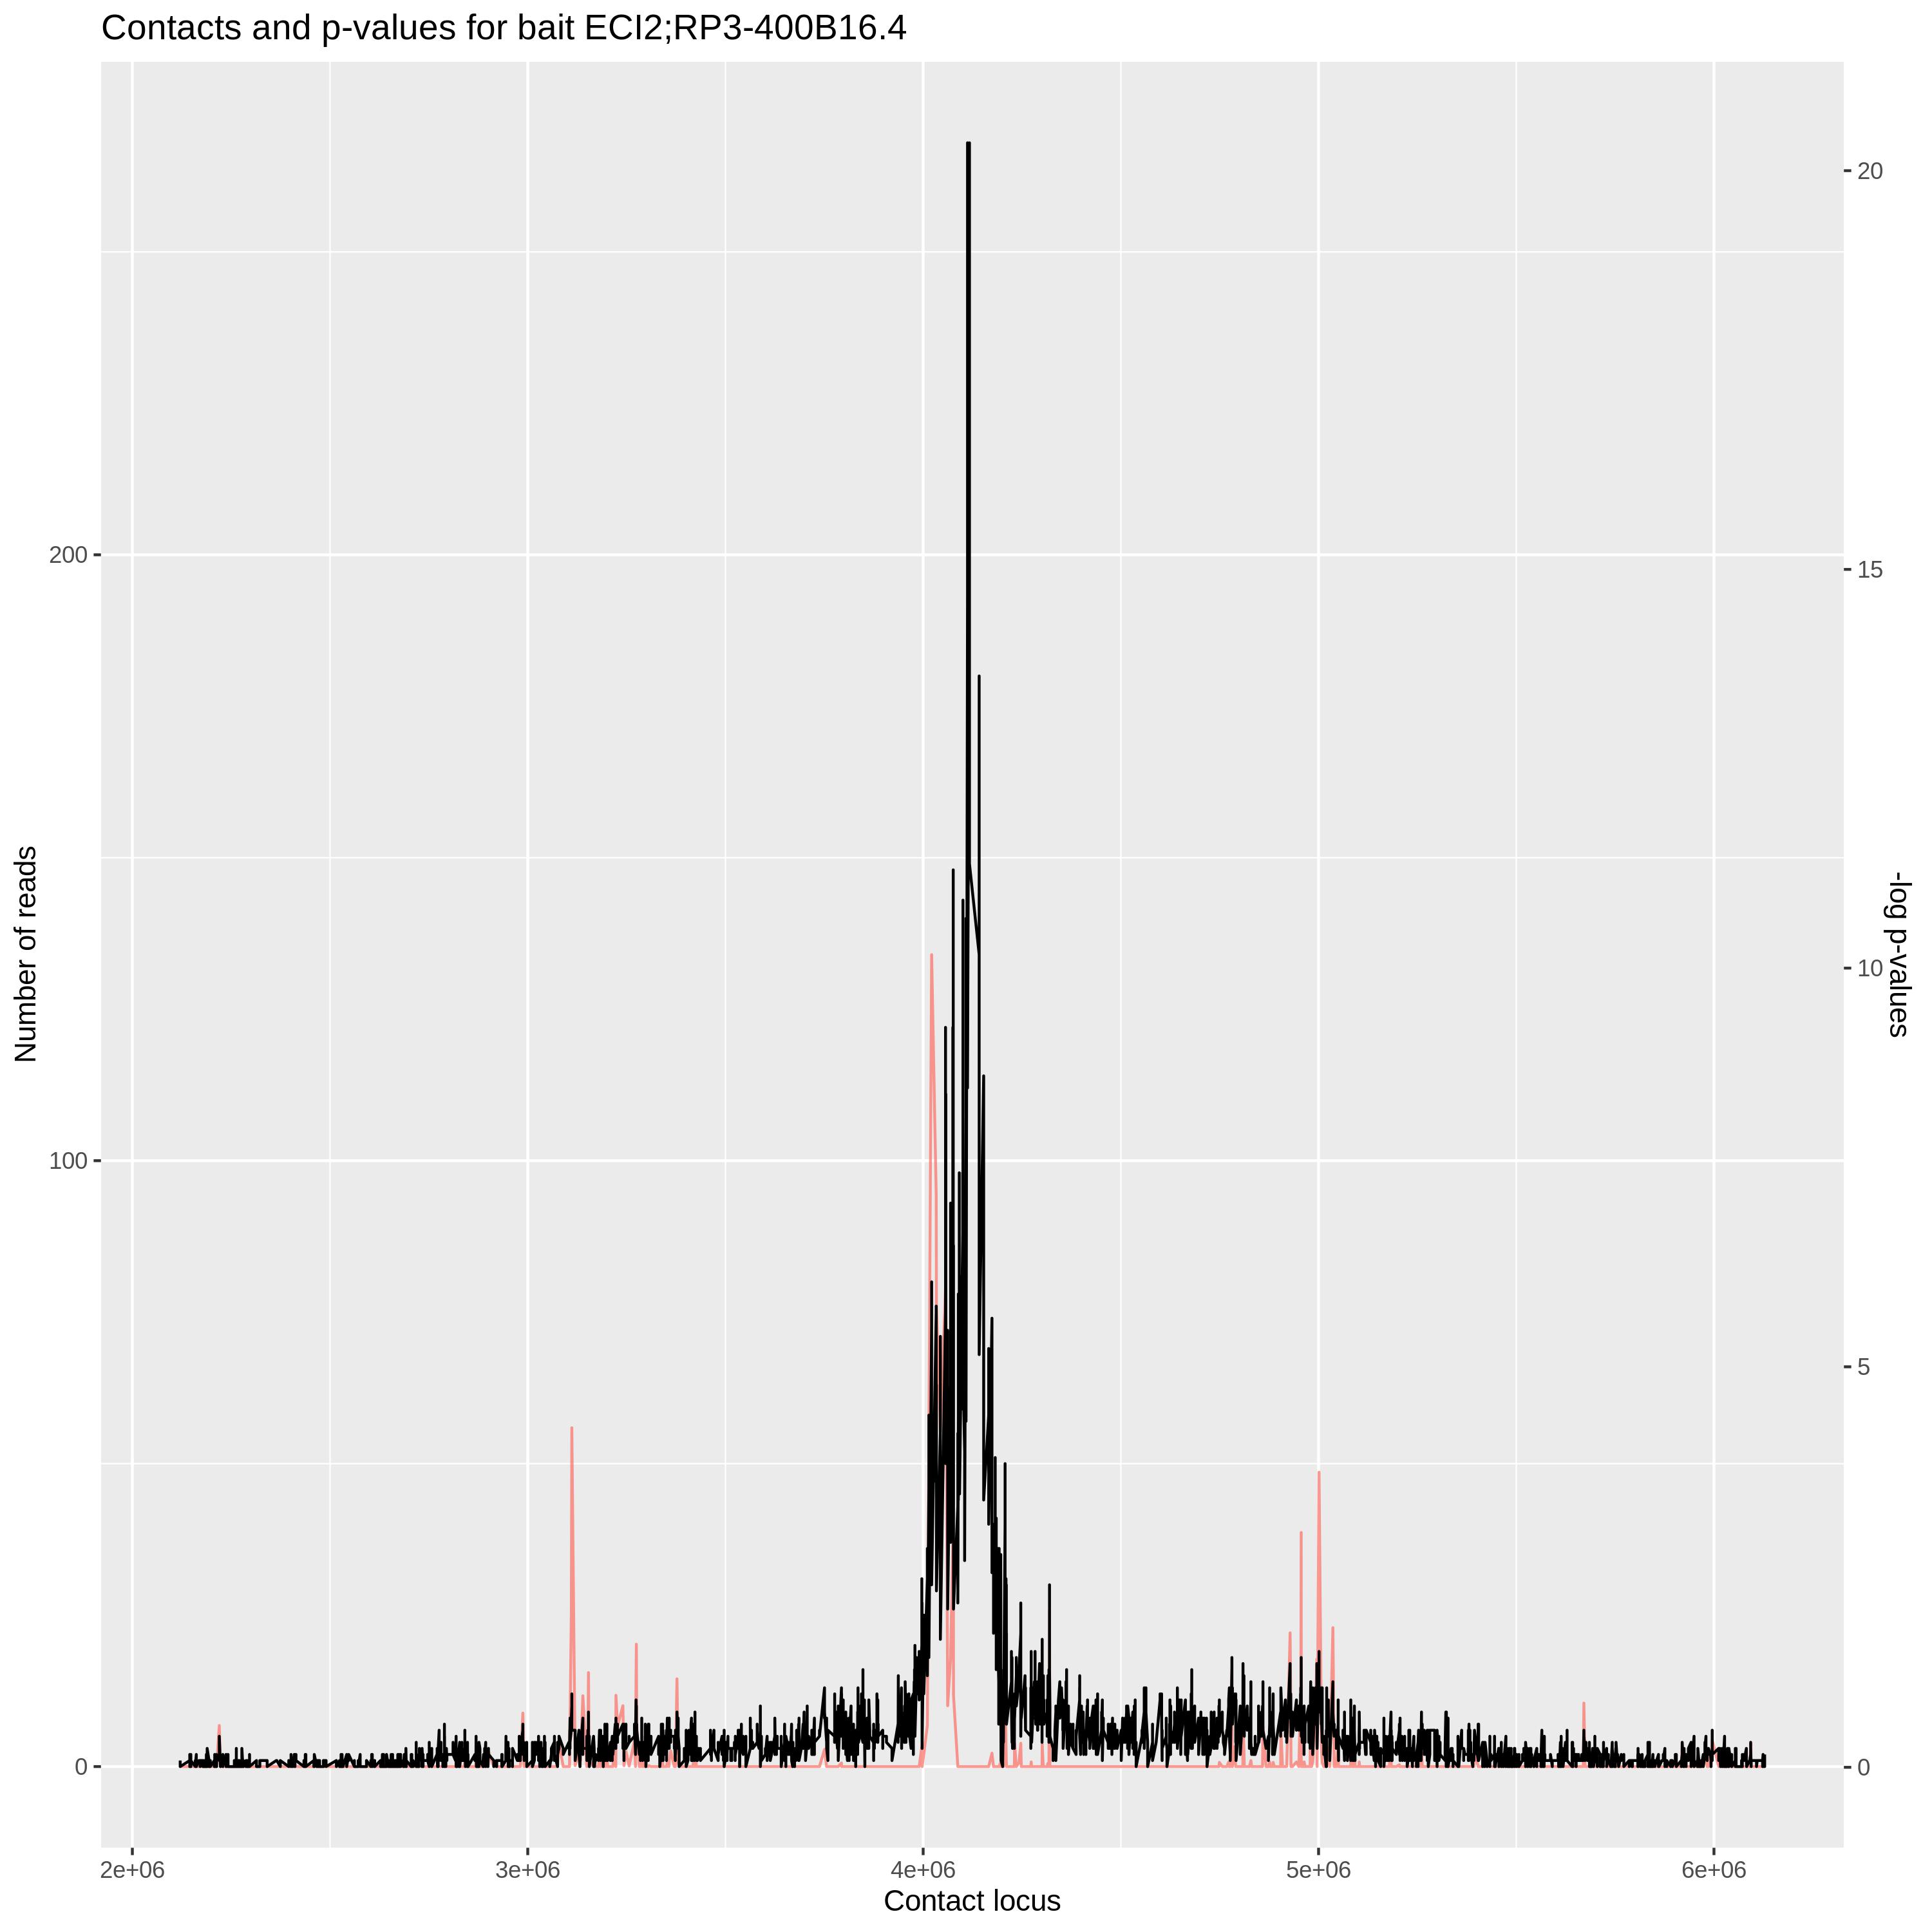 Contacts and p-values for bait ECI2;RP3-400B16.4
Number of reads
200
100
0
20
15
10
5
0
-log p-values
2e+06 3e+06 4e+06 5e+06 6e+06
Contact locus